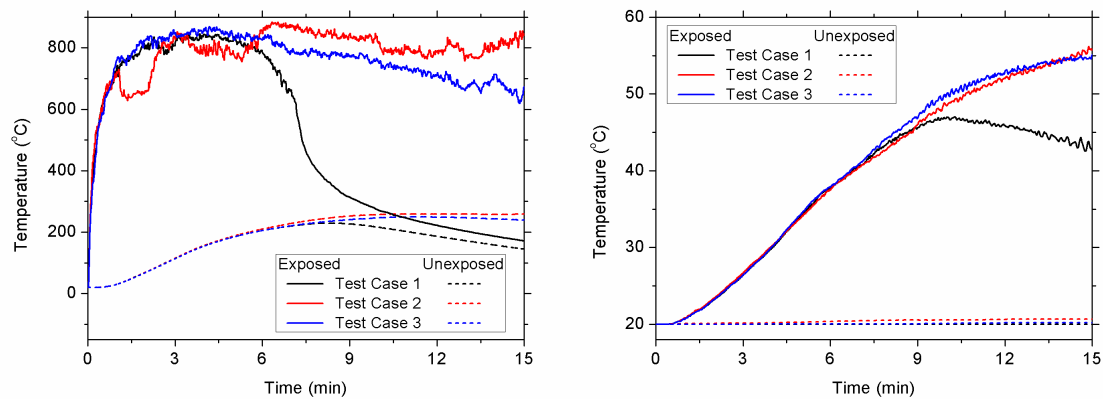 800
600
400
200
0
Temperature (°C)
Exposed Unexposed
Test Case 1
Test Case 2
Test Case 3
0 3 6 9 12 15
Time (min)
60
50
40
30
20
Temperature (°C)
Exposed Unexposed
Test Case 1
Test Case 2
Test Case 3
0 3 6 9 12 15
Time (min)